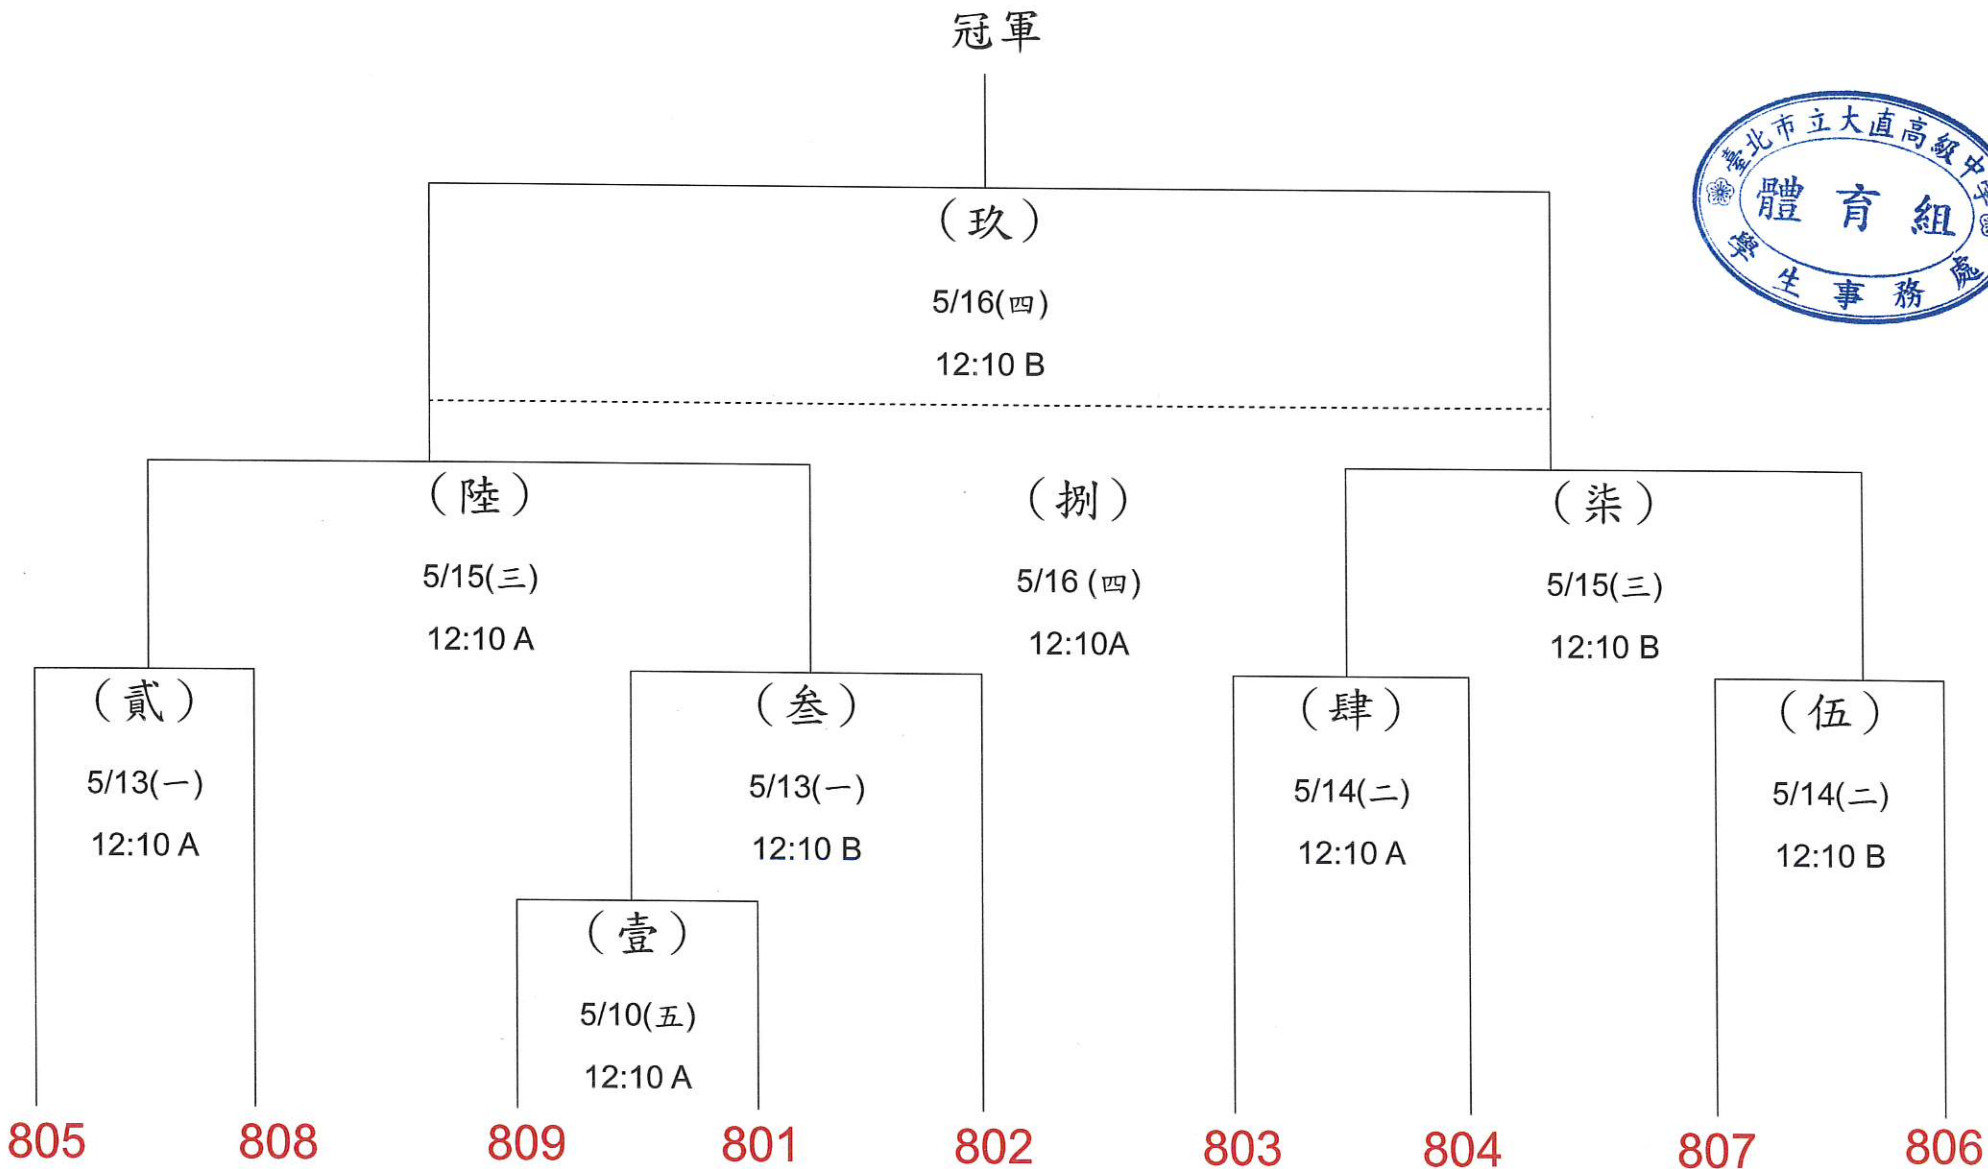 冠軍
臺北市立大直高級中學
體育組
學生事務處
(玖)
5/16(四)
12:10 B
(陸)
5/15(三)
12:10 A
(捌)
5/16 (四)
12:10A
(柒)
5/15(三)
12:10 B
(貳)
5/13(一)
12:10 A
(叁)
5/13(一)
12:10 B
(肆)
5/14(二)
12:10 A
(伍)
5/14(二)
12:10 B
(壹)
5/10(五)
12:10 A
805 808 809 801 802 803 804 807 806